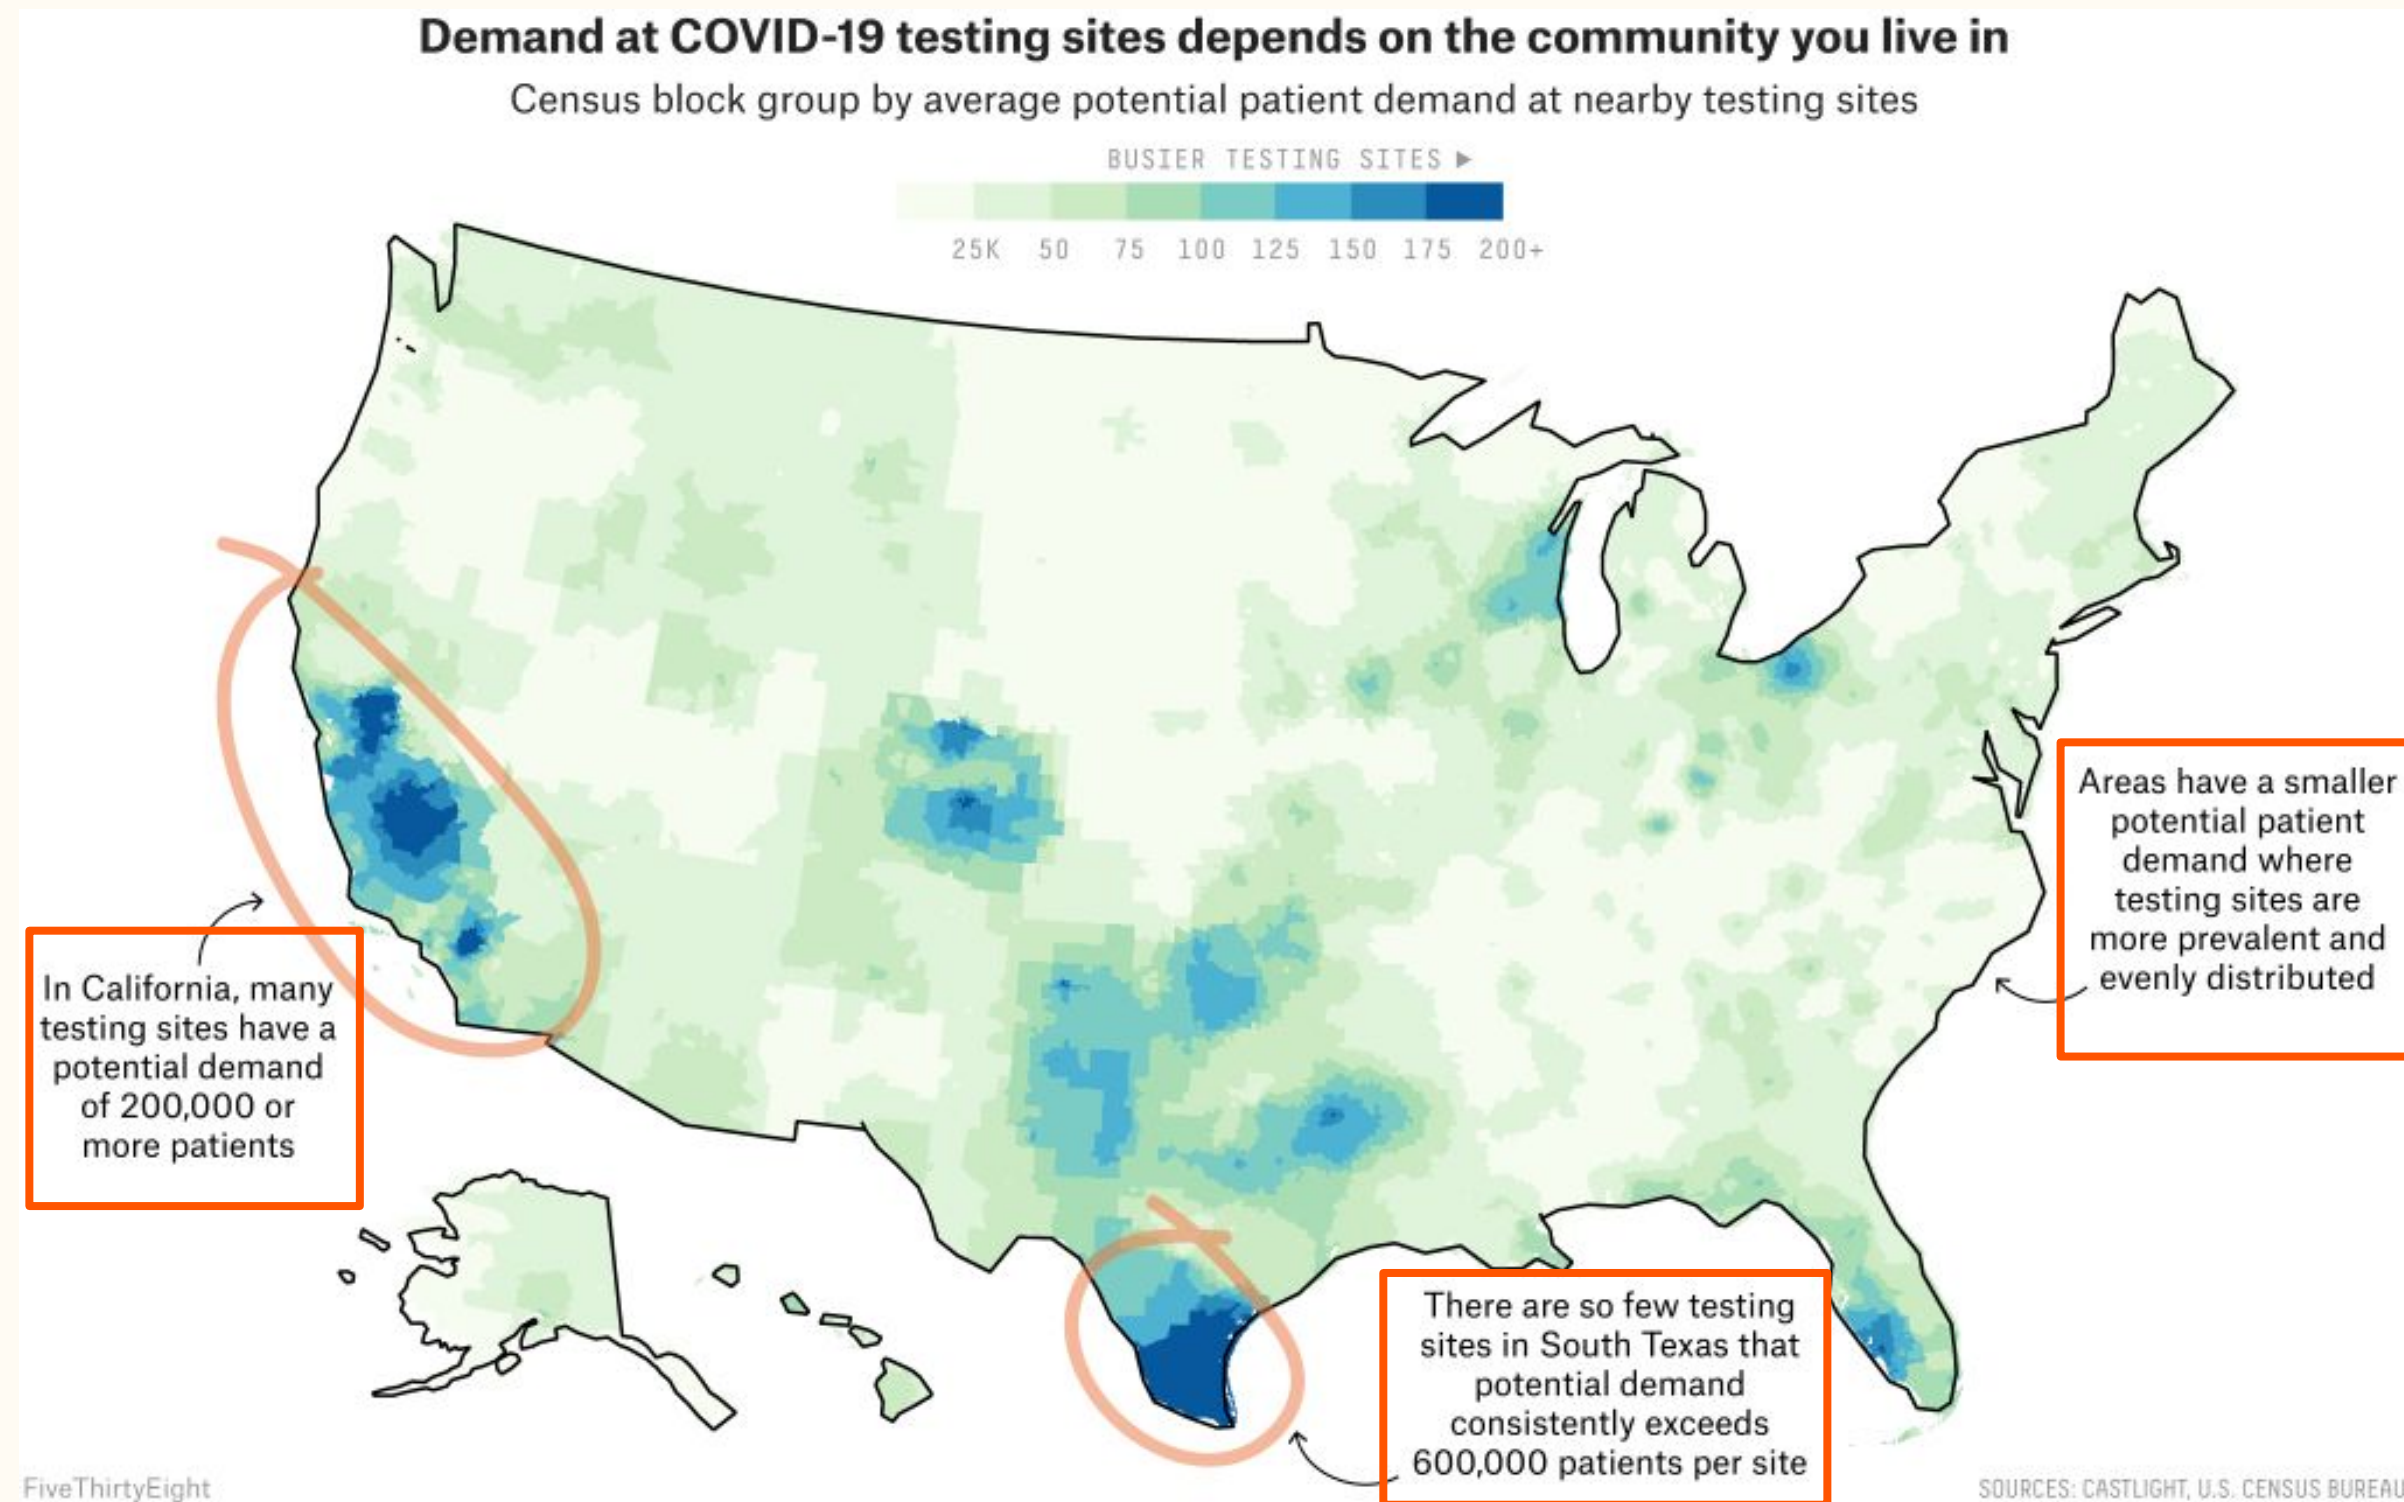 Demand at COVID-19 testing sites depends on the community you live in
Census block group by average potential patient demand at nearby testing sites
BUSIER TESTING SITES ▶
25K 50 75 100 125 150 175 200+
Areas have a smaller
potential patient
demand where
testing sites are
more prevalent and
evenly distributed
In California, many
testing sites have a
potential demand
of 200,000 or
more patients
There are so few testing
sites in South Texas that
potential demand
consistently exceeds
600,000 patients per site
FiveThirtyEight
SOURCES: CASTLIGHT, U.S. CENSUS BUREAU